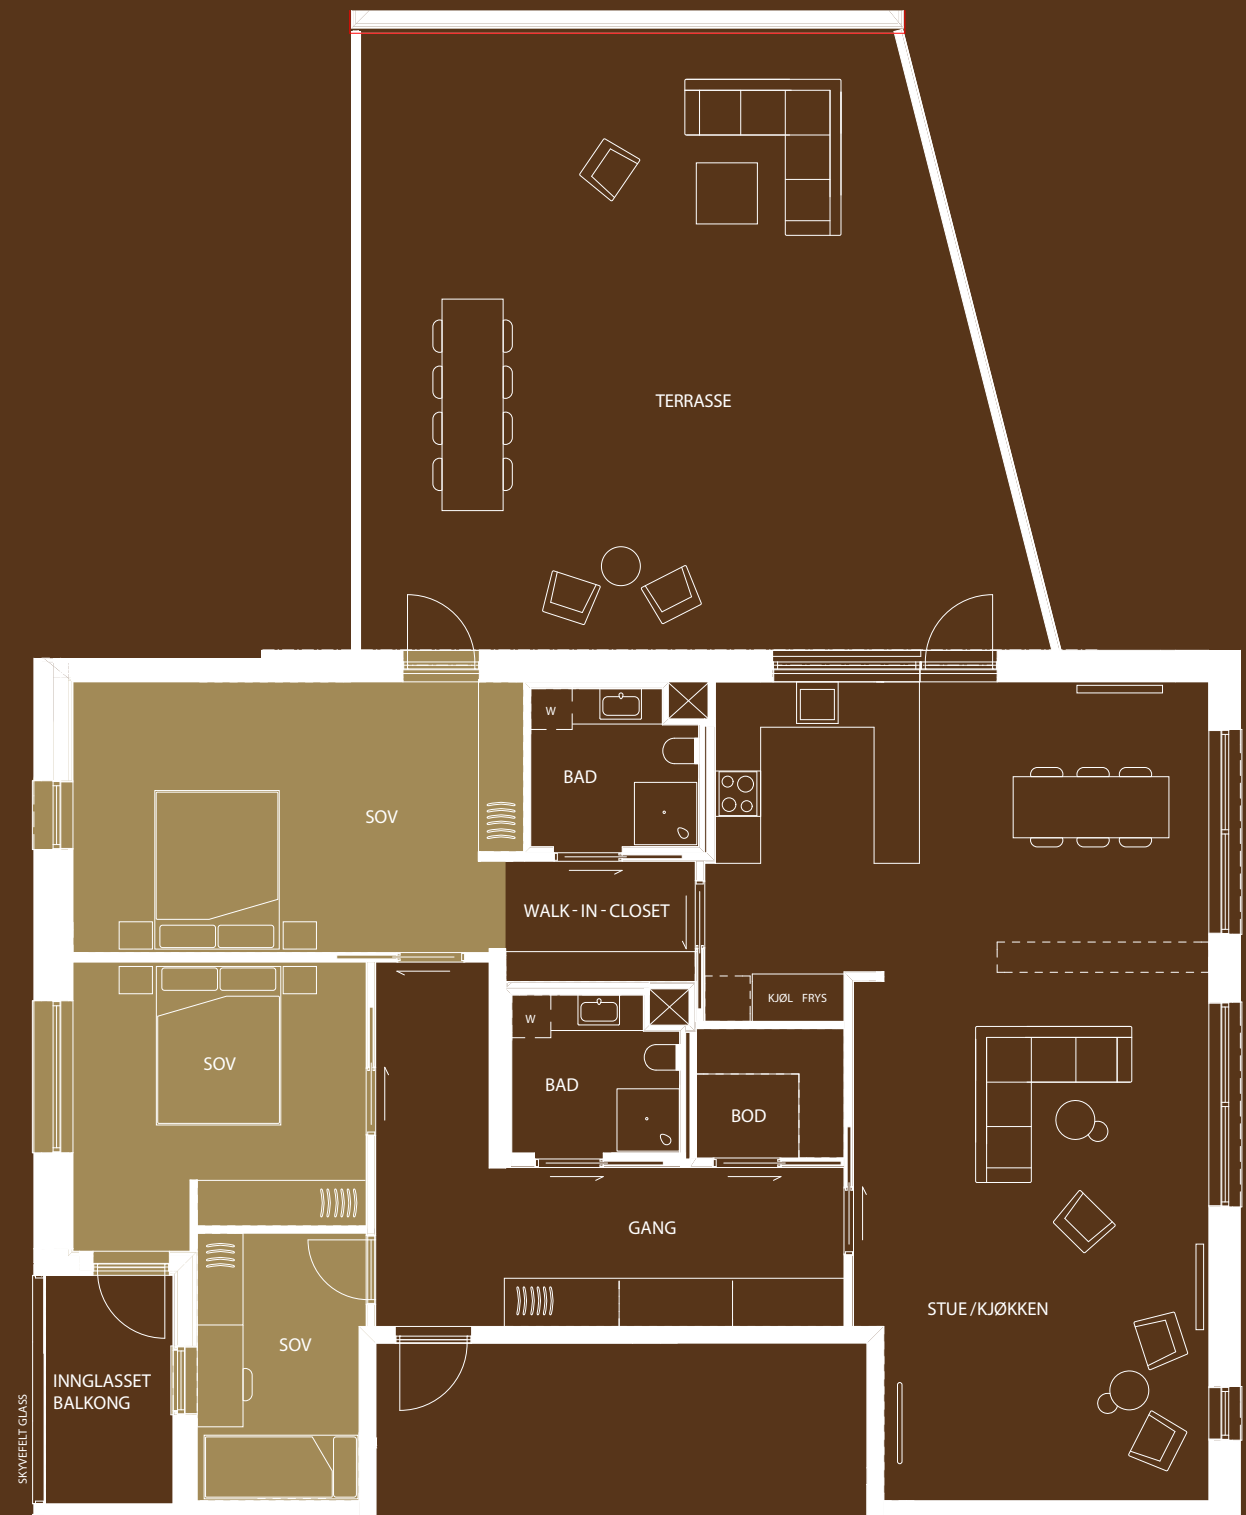 TERRASSE
W
BAD
SOV
WALK - IN - CLOSET
KJØL FRYS
W
SOV
BAD
BOD
GANG
STUE /KJØKKEN
SOV
INNGLASSET
BALKONG
SKYVEFELT GLASS